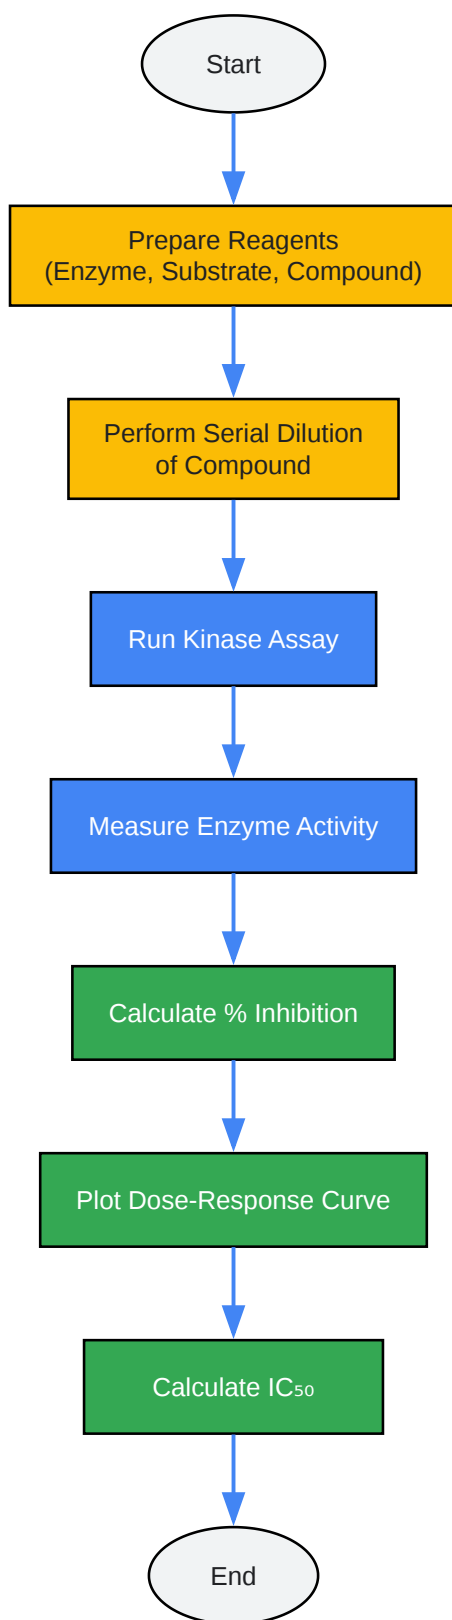 Start
Prepare Reagents
(Enzyme, Substrate, Compound)
Perform Serial Dilution
of Compound
Run Kinase Assay
Measure Enzyme Activity
Calculate % Inhibition
Plot Dose-Response Curve
Calculate IC₅₀
End